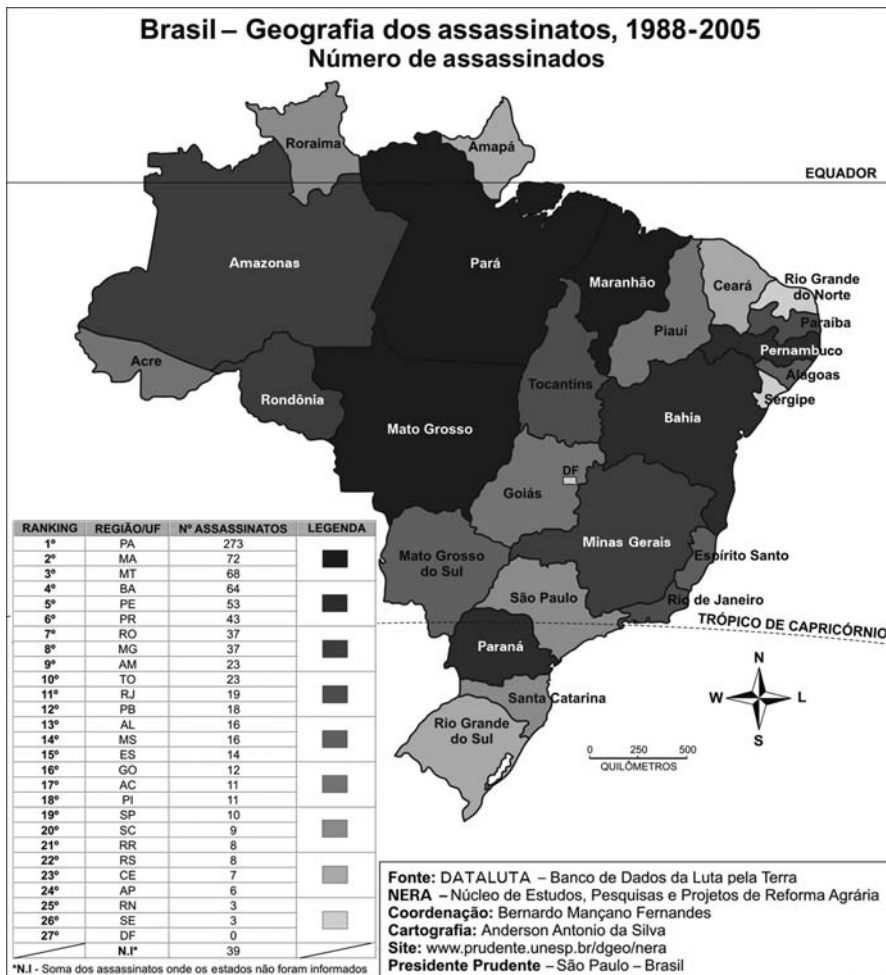 Brasil – Geografia dos assassinatos, 1988-2005
Número de assassinados
Roraima
Amapá
EQUADOR
Amazonas
Pará
Maranhão
Ceará
Rio Grande
do Norte
Paraíba
Piauí
Pernambuco
Acre
Alagoas
Tocantins
Sergipe
Rondônia
Bahia
Mato Grosso
DF
Goiás
Minas Gerais
Mato Grosso
do Sul
Espírito Santo
São Paulo
Rio de Janeiro
TRÓPICO DE CAPRICÓRNIO
Paraná
Santa Catarina
Rio Grande
do Sul
N
W L
S
0 250 500
QUILÔMETROS
RANKING REGIÃO/UF Nº ASSASSINATOS LEGENDA
1º PA 273
2º MA 72
3º MT 68
4º BA 64
5º PE 53
6º PR 43
7º RO 37
8º MG 37
9º AM 23
10º TO 23
11º RJ 19
12º PB 18
13º AL 16
14º MS 16
15º ES 14
16º GO 12
17º AC 11
18º PI 11
19º SP 10
20º SC 9
21º RR 8
22º RS 8
23º CE 7
24º AP 6
25º RN 3
26º SE 3
27º DF 0
N.I* 39
*N.I - Soma dos assassinatos onde os estados não foram informados
Fonte: DATALUTA – Banco de Dados da Luta pela Terra
NERA – Núcleo de Estudos, Pesquisas e Projetos de Reforma Agrária
Coordenação: Bernardo Mançano Fernandes
Cartografia: Anderson Antonio da Silva
Site: www.prudente.unesp.br/dgeo/nera
Presidente Prudente – São Paulo – Brasil